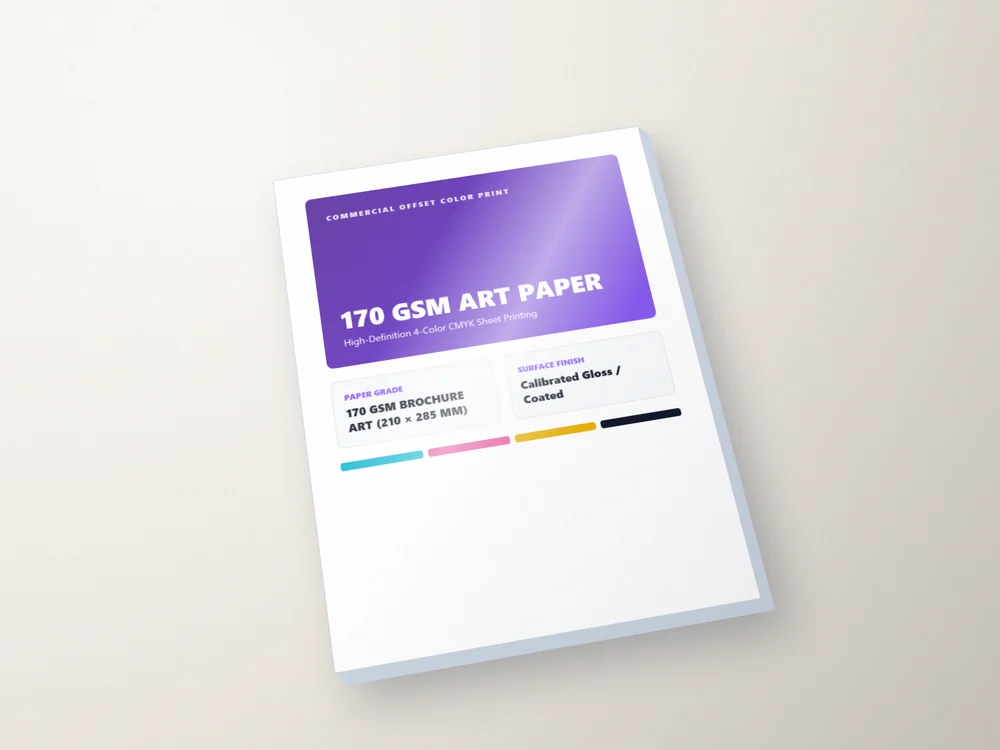 COMMERCIAL OFFSET COLOR PRINT
170 GSM ART PAPER
High-Definition 4-Color CMYK Sheet Printing
PAPER GRADE
170 GSM BROCHURE
ART (210 × 285 MM)
SURFACE FINISH
Calibrated Gloss /
Coated